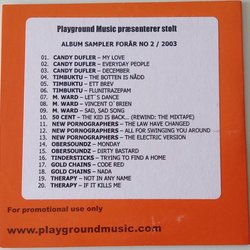 Playground Music præsenterer stolt
ALBUM SAMPLER FORÅR NO 2 / 2003
01. CANDY DULFER – MY LOVE
02. CANDY DUFLER – EVERYDAY PEOPLE
03. CANDY DUFLER – DECEMBER
04. TIMBUKTU – THE BOTTEN IS NÅDD
05. TIMBUKTU – ETT BREV
06. TIMBUKTU – FLUNITRAZEPAM
07. M. WARD – LET´S DANCE
08. M. WARD – VINCENT O´BRIEN
09. M. WARD – SAD, SAD SONG
10. 50 CENT – THE KID IS BACK... (REWIND: THE MIXTAPE)
11. NEW PORNOGRAPHERS – THE LAW HAVE CHANGED
12. NEW PORNOGRAPHERS – ALL FOR SWINGING YOU AROUND
13. NEW PORNOGRAPHERS – THE ELECTRIC VERSION
14. OBERSOUNDZ – MONDAY
15. OBERSOUNDZ – DIRTY BASTARD
16. TINDERSTICKS – TRYING TO FIND A HOME
17. GOLD CHAINS – CODE RED
18. GOLD CHAINS – NADA
19. THERAPY – NOT IN ANY NAME
20. THERAPY – IF IT KILLS ME
For promotional use only
www.playgroundmusic.com